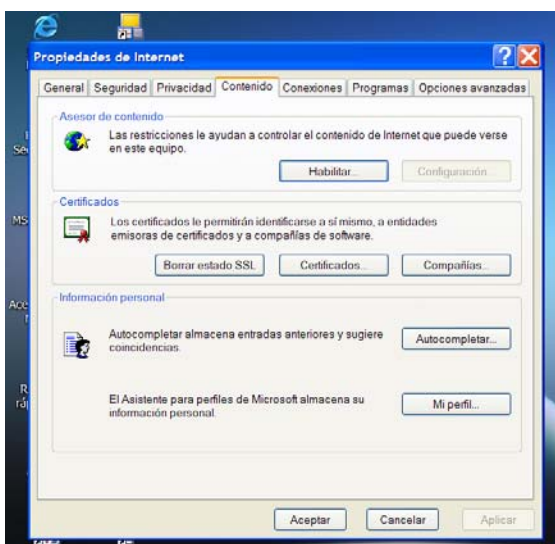 Propiedades de Internet
General Seguridad Privacidad Contenido Conexiones Programas Opciones avanzadas
Asesor de contenido
Las restricciones le ayudan a controlar el contenido de Internet que puede verse
en este equipo.
Habilitar... Configuración...
Certificados
Los certificados le permitirán identificarse a sí mismo, a entidades
emisoras de certificados y a compañías de software.
Borrar estado SSL Certificados... Compañías...
Información personal
Autocompletar almacena entradas anteriores y sugiere
coincidencias.
Autocompletar...
El Asistente para perfiles de Microsoft almacena su
información personal.
Mi perfil...
Aceptar Cancelar Aplicar